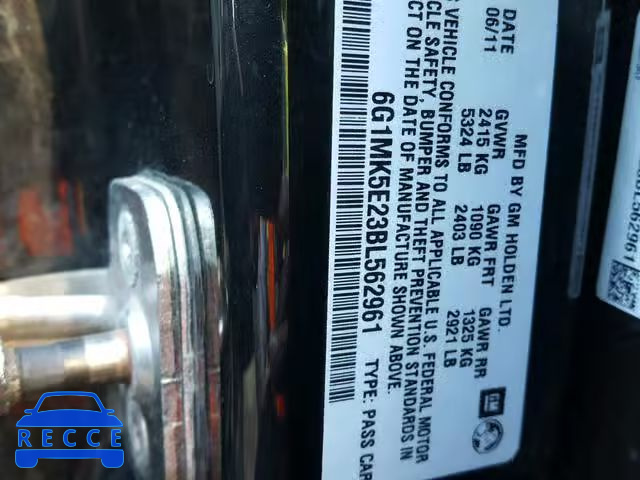 MFD BY GM HOLDEN LTD.
DATE
06/11
GVWR
2415 KG
5324 LB
GAWR FRT
1090 KG
2403 LB
GAWR RR
1325 KG
2921 LB
VEHICLE CONFORMS TO ALL APPLICABLE U.S. FEDERAL MOTOR
SAFETY, BUMPER AND THEFT PREVENTION STANDARDS IN
ON THE DATE OF MANUFACTURE SHOWN ABOVE.
6G1MK5E23BL562961
TYPE: PASS CAR
GM
RECCE